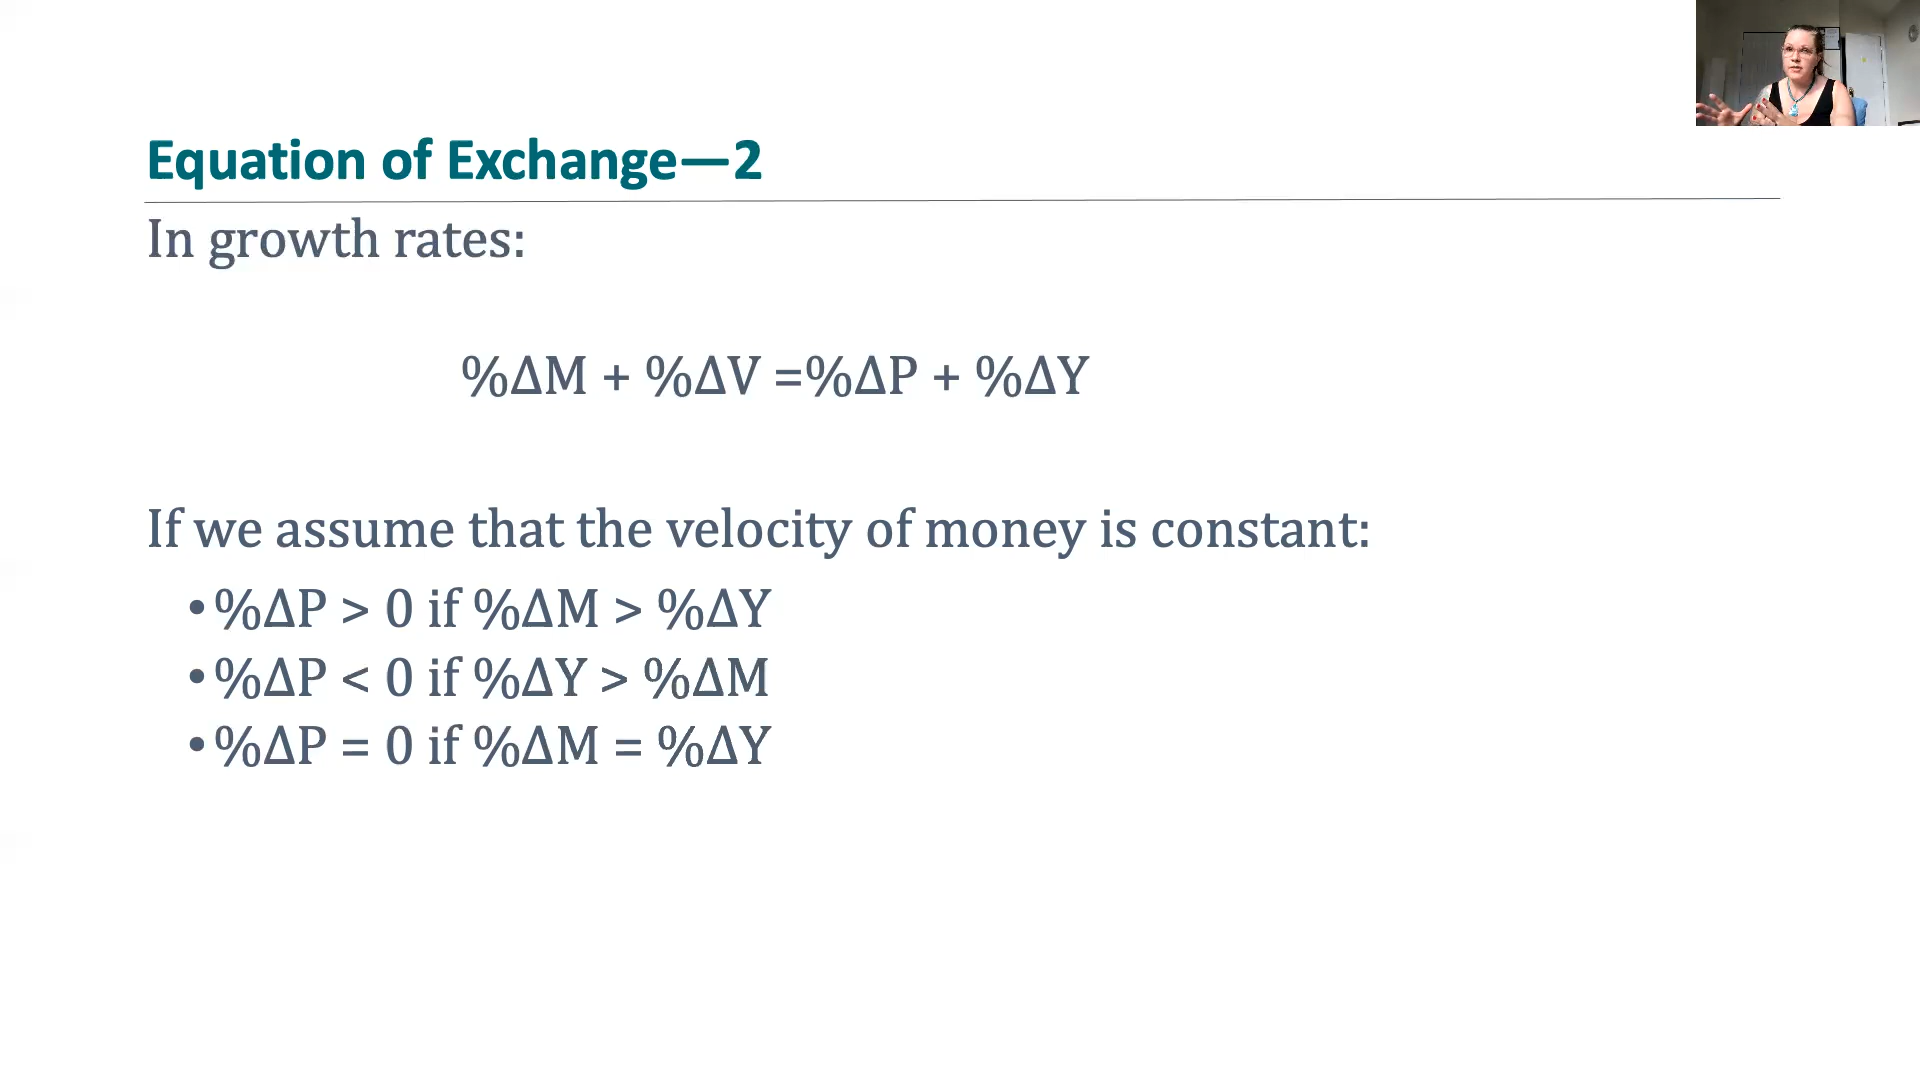 Equation of Exchange—2
In growth rates:
%ΔM + %ΔV =%ΔP + %ΔY
If we assume that the velocity of money is constant:
•%ΔP > 0 if %ΔM > %ΔY
•%ΔP < 0 if %ΔY > %ΔM
•%ΔP = 0 if %ΔM = %ΔY